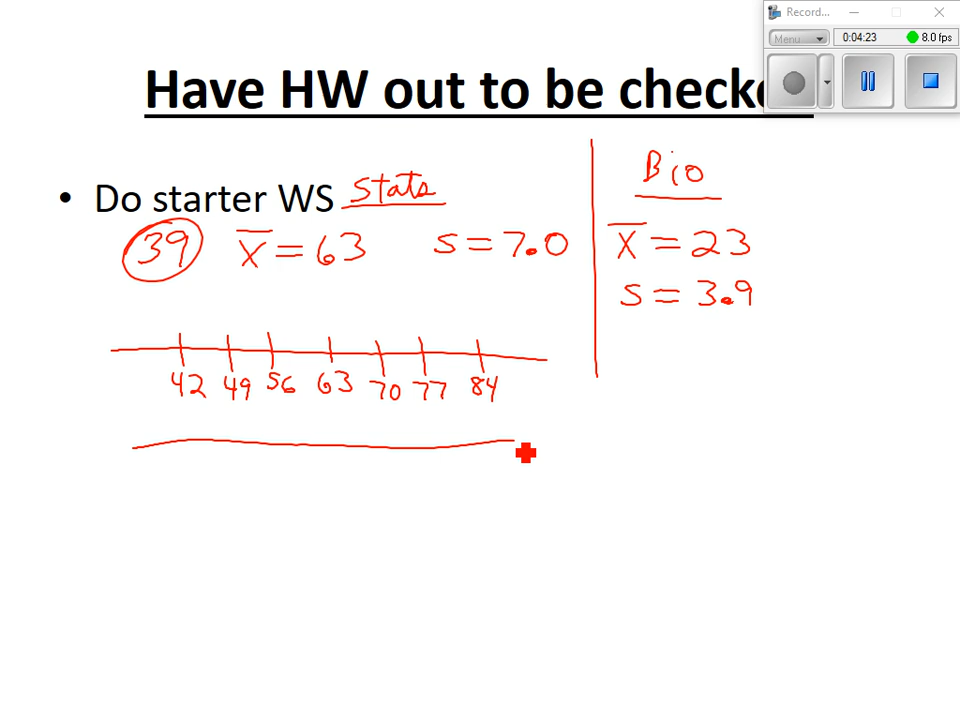 Record...
Menu
0:04:23
8.0 fps
Have HW out to be checke
• Do starter WS Stats
39 x̅ = 63 s = 7.0
42 49 56 63 70 77 84
Bio
x̅ = 23
s = 3.9